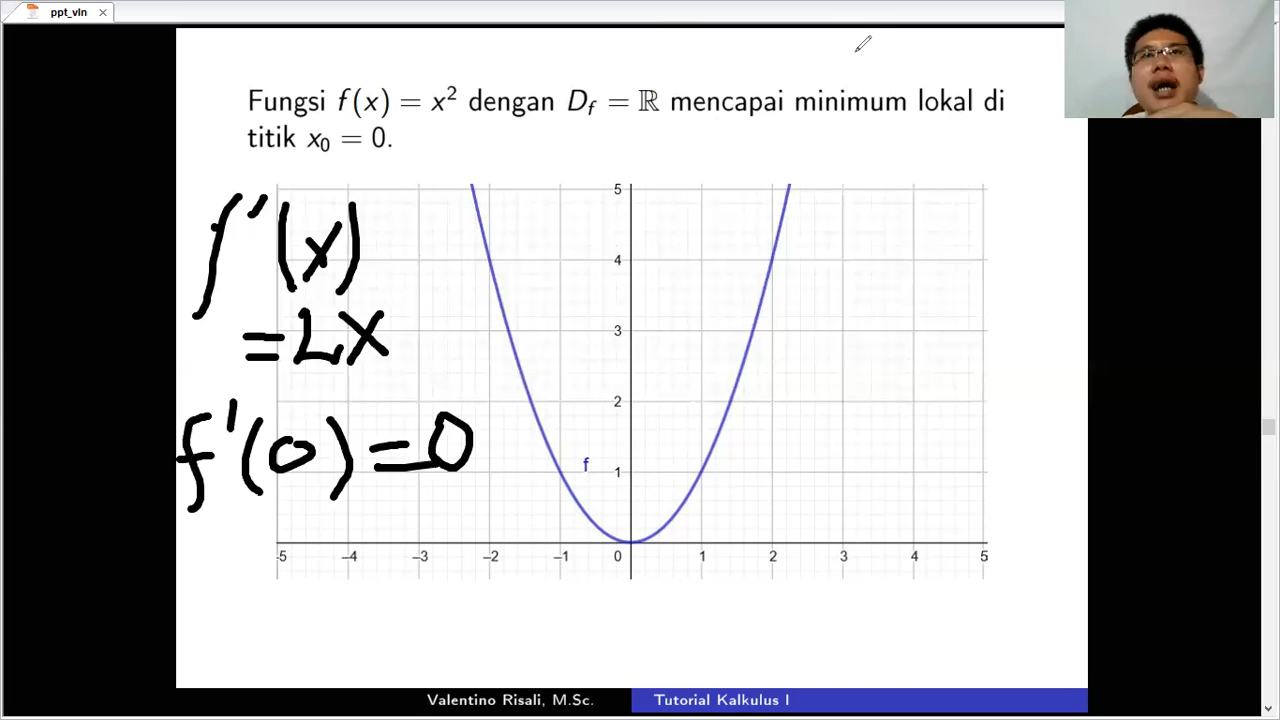 ppt_vln
Fungsi f(x) = x² dengan D_f = ℝ mencapai minimum lokal di
titik x₀ = 0.
f'(x)
= 2x
f'(0) = 0
5
4
3
2
1
f
-5 –4 –3 –2 –1 0 1 2 3 4 5
Valentino Risali, M.Sc. Tutorial Kalkulus I